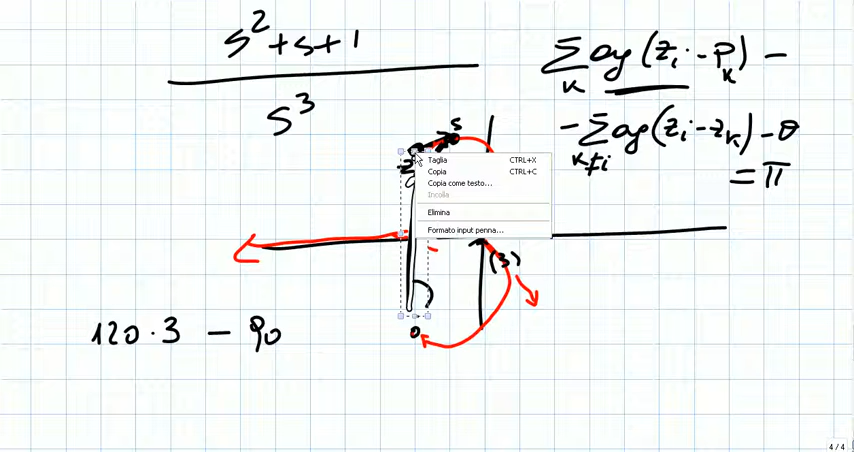 s²+s+1
s³
∑ arg(zᵢ-pₖ) -
k
- ∑ arg(zᵢ-zₖ) - θ
k≠i
= π
s
Taglia CTRL+X
Copia CTRL+C
Copia come testo...
Incolla
Elimina
Formato input penna...
(3)
120·3 - 90
4/4